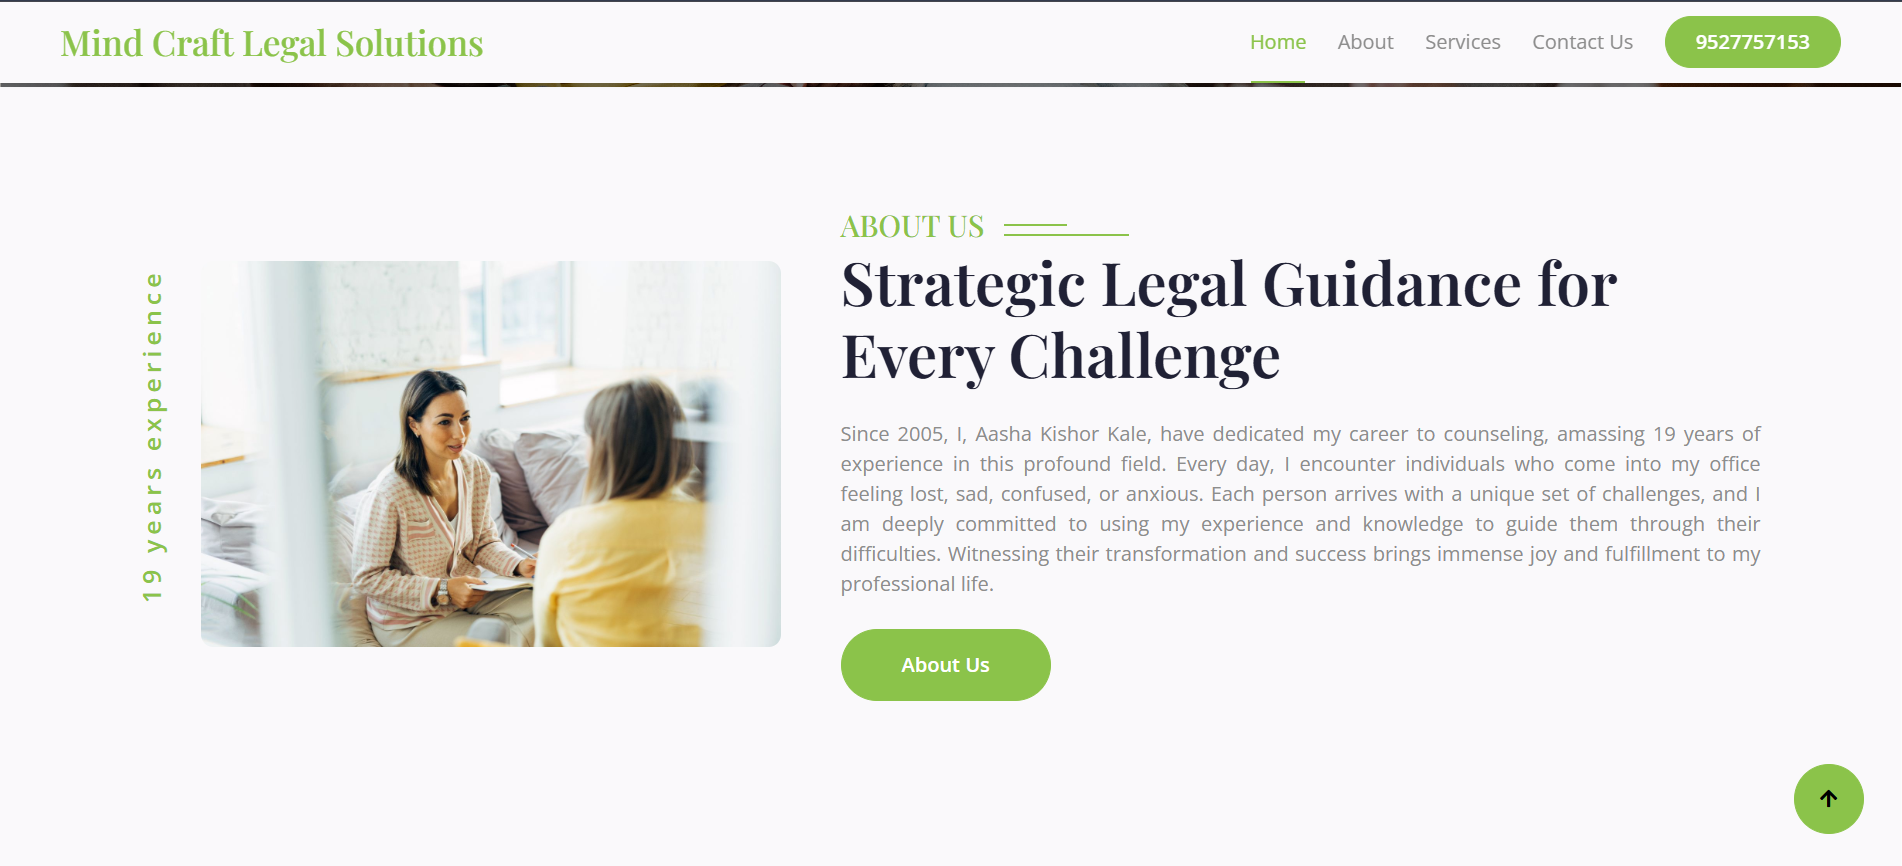 Mind Craft Legal Solutions
Home
About
Services
Contact Us
9527757153
19 years experience
ABOUT US
Strategic Legal Guidance for
Every Challenge
Since 2005, I, Aasha Kishor Kale, have dedicated my career to counseling, amassing 19 years of
experience in this profound field. Every day, I encounter individuals who come into my office
feeling lost, sad, confused, or anxious. Each person arrives with a unique set of challenges, and I
am deeply committed to using my experience and knowledge to guide them through their
difficulties. Witnessing their transformation and success brings immense joy and fulfillment to my
professional life.
About Us